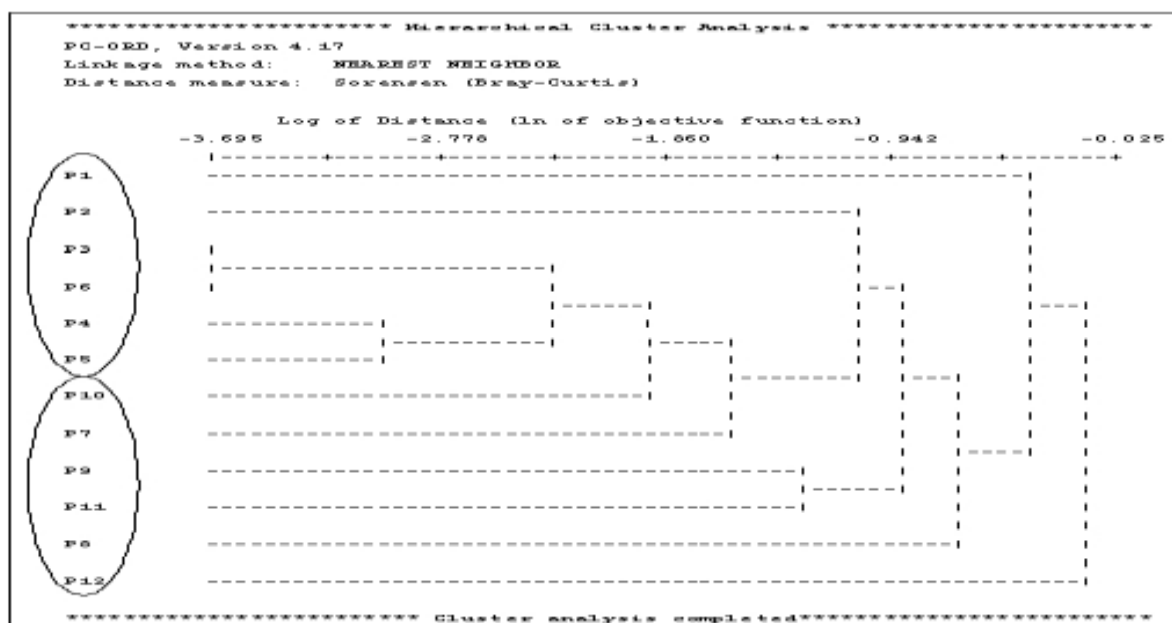 ************************ Hierarchical Cluster Analysis ************************
PC-ORD, Version 4.17
Linkage method: NEAREST NEIGHBOR
Distance measure: Sorensen (Bray-Curtis)
Log of Distance (ln of objective function)
-3.695 -2.778 -1.860 -0.942 -0.025
P1
P2
P3
P6
P4
P5
P10
P7
P9
P11
P8
P12
************************** Cluster analysis completed**************************